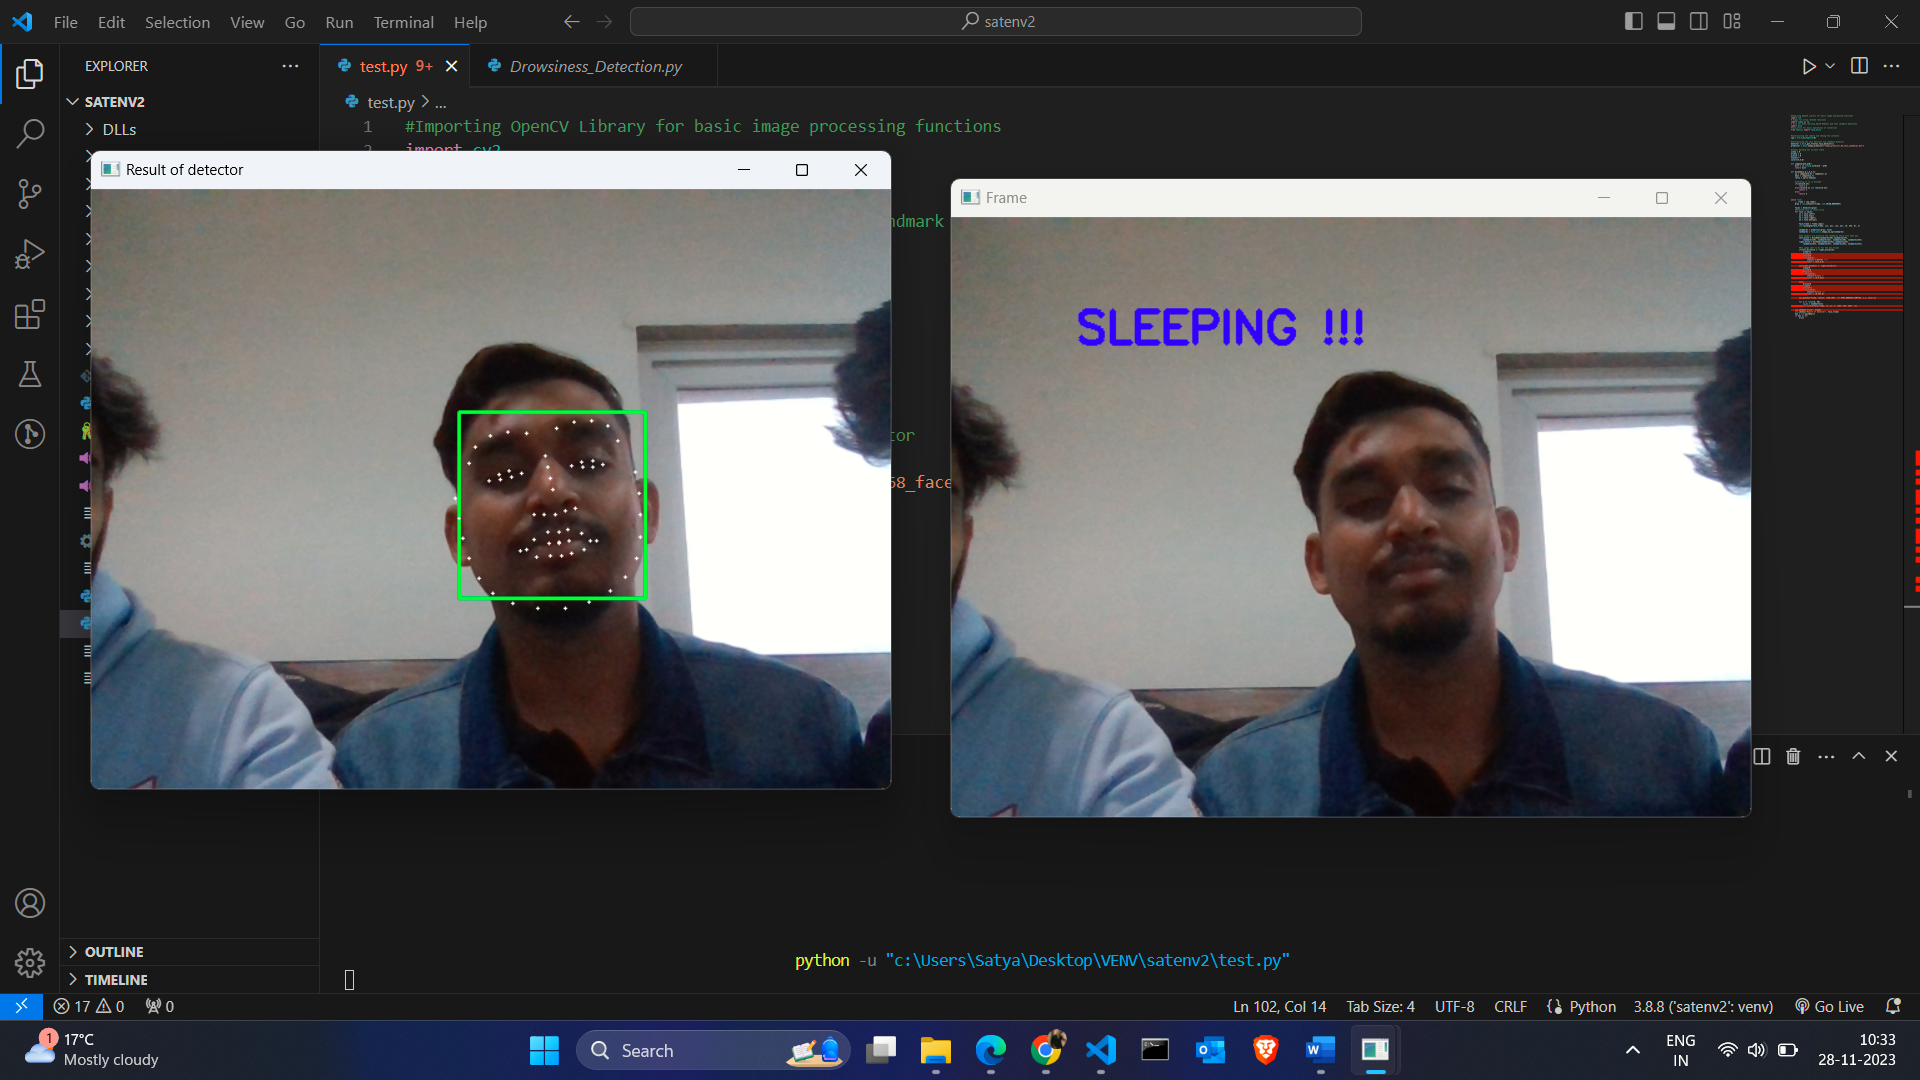 File Edit Selection View Go Run Terminal Help
satenv2
EXPLORER
test.py 9+
Drowsiness_Detection.py
SATENV2
DLLs
test.py > ...
1 #Importing OpenCV Library for basic image processing functions
2 import cv2
Result of detector
Frame
ndmark
SLEEPING !!!
tor
68_face
python -u "c:\Users\Satya\Desktop\VENV\satenv2\test.py"
OUTLINE
TIMELINE
17 0 0
Ln 102, Col 14 Tab Size: 4 UTF-8 CRLF Python 3.8.8 ('satenv2': venv) Go Live
1
17°C
Mostly cloudy
Search
ENG
IN
10:33
28-11-2023